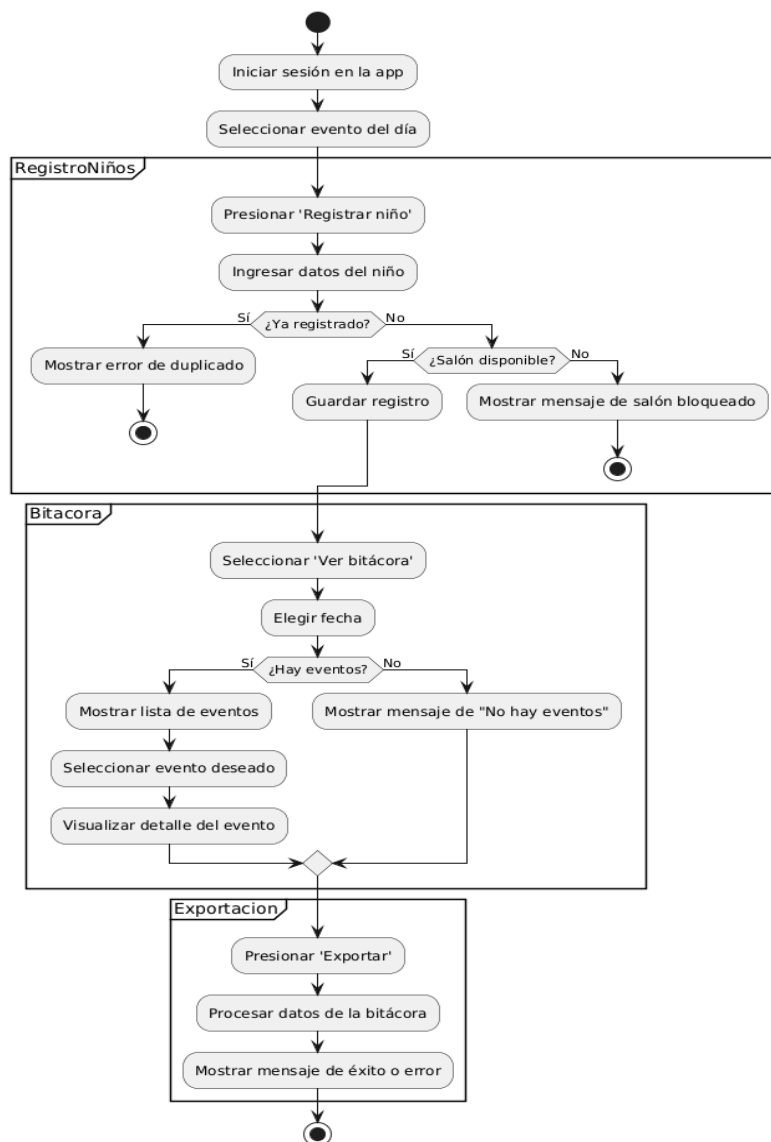 Iniciar sesión en la app
Seleccionar evento del día
RegistroNiños
Presionar 'Registrar niño'
Ingresar datos del niño
Sí
¿Ya registrado?
No
Mostrar error de duplicado
Sí
¿Salón disponible?
No
Guardar registro
Mostrar mensaje de salón bloqueado
Bitacora
Seleccionar 'Ver bitácora'
Elegir fecha
Sí
¿Hay eventos?
No
Mostrar lista de eventos
Mostrar mensaje de "No hay eventos"
Seleccionar evento deseado
Visualizar detalle del evento
Exportacion
Presionar 'Exportar'
Procesar datos de la bitácora
Mostrar mensaje de éxito o error